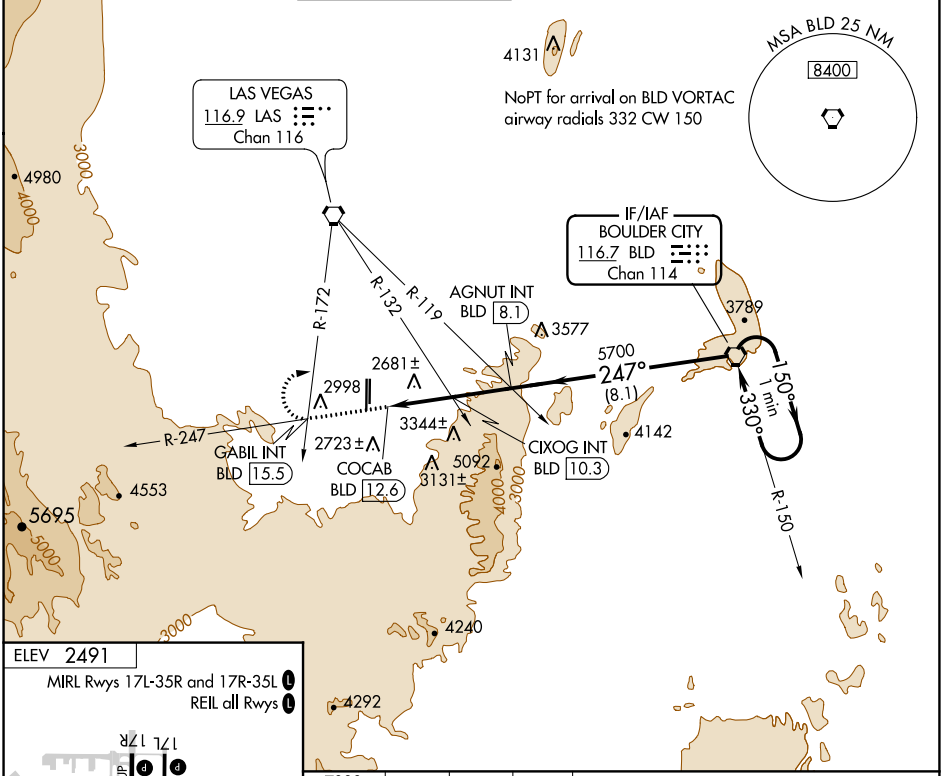 4131
MSA BLD 25 NM
8400
NoPT for arrival on BLD VORTAC
airway radials 332 CW 150
LAS VEGAS
116.9 LAS
Chan 116
3000
4980
4000
IF/IAF
BOULDER CITY
116.7 BLD
Chan 114
R-172
R-132
R-119
AGNUT INT
BLD 8.1
3577
3789
5700
247°
(8.1)
150°
1 min
330°
2681±
2998
3344±
2723±
R-247
GABIL INT
BLD 15.5
COCAB
BLD 12.6
3131±
5092
4000
3000
CIXOG INT
BLD 10.3
4142
4553
5695
5000
R-150
3000
4240
4292
ELEV 2491
MIRL Rwys 17L-35R and 17R-35L L
REIL all Rwys L
17R
17L
UP
P
P